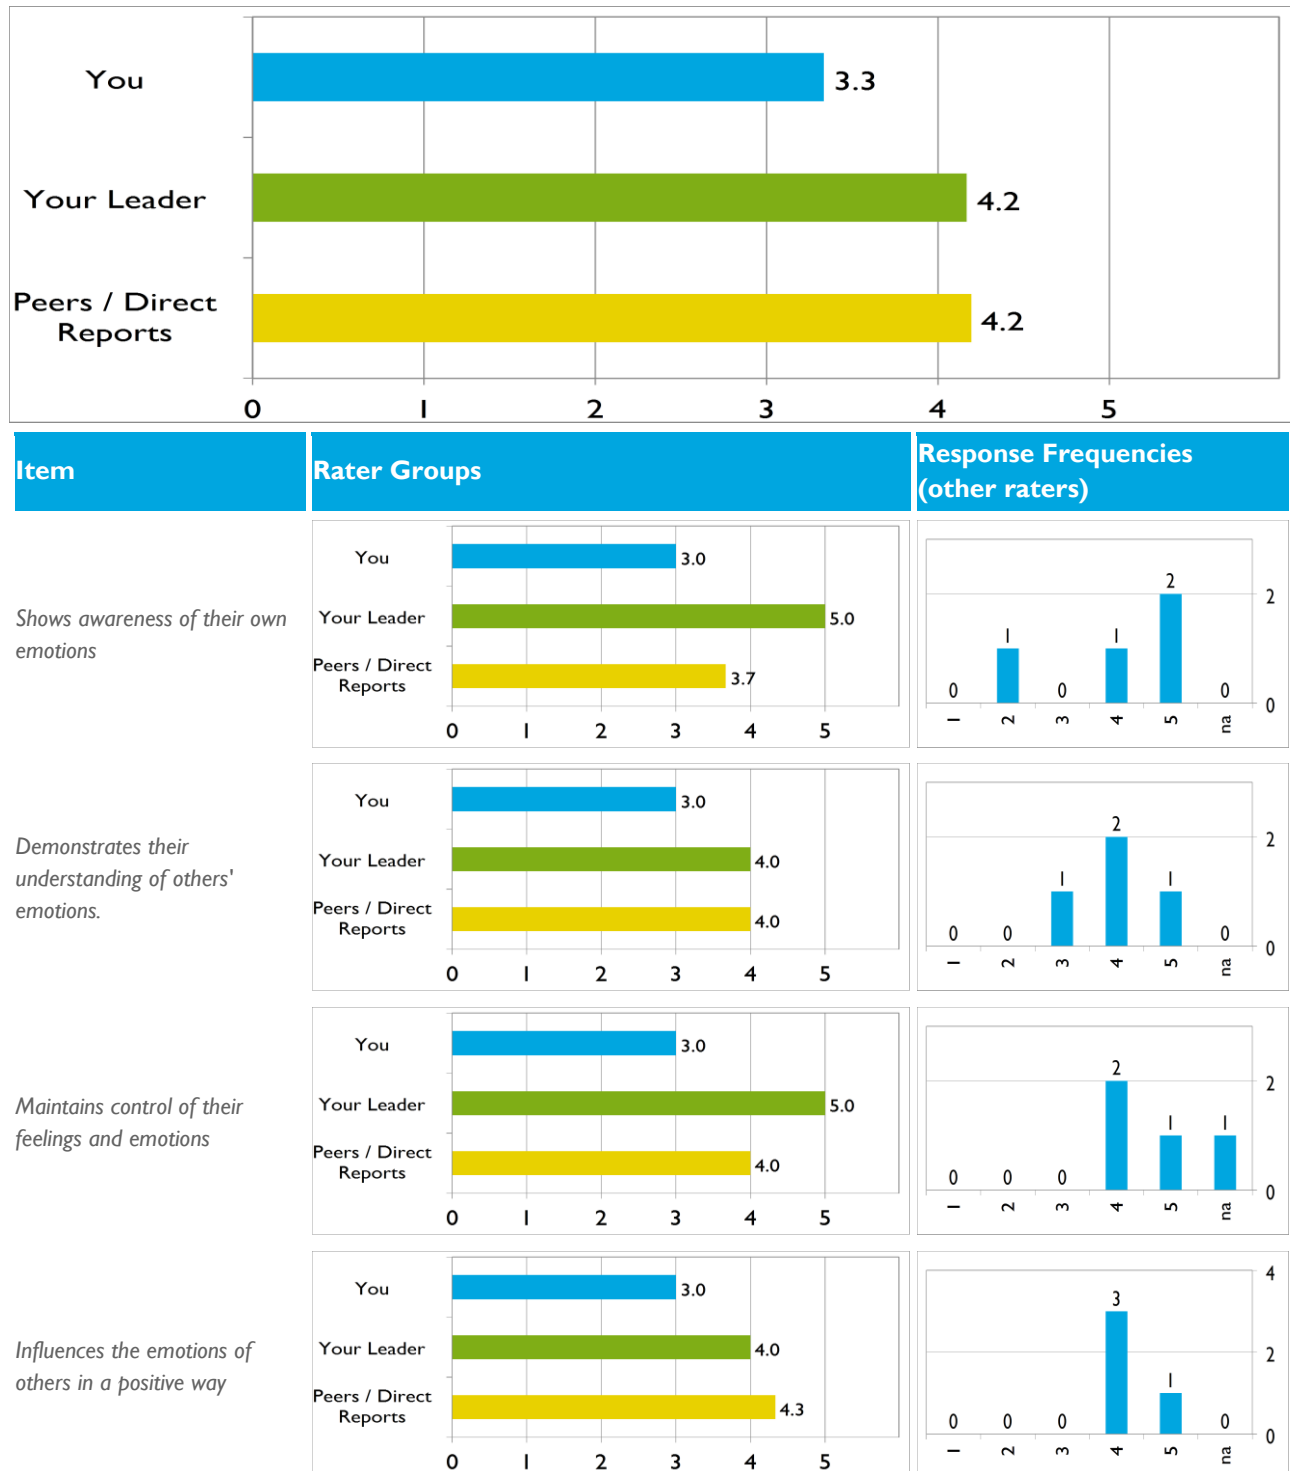 You
3.3
Your Leader
4.2
Peers / Direct
Reports
4.2
0 1 2 3 4 5
Item
Rater Groups
Response Frequencies
(other raters)
Shows awareness of their own
emotions
You
3.0
Your Leader
5.0
Peers / Direct
Reports
3.7
0 1 2 3 4 5
0 1 0 1 2 0
2
0
1 2 3 4 5 na
Demonstrates their
understanding of others'
emotions.
You
3.0
Your Leader
4.0
Peers / Direct
Reports
4.0
0 1 2 3 4 5
0 0 1 2 1 0
2
0
1 2 3 4 5 na
Maintains control of their
feelings and emotions
You
3.0
Your Leader
5.0
Peers / Direct
Reports
4.0
0 1 2 3 4 5
0 0 0 2 1 1
2
0
1 2 3 4 5 na
Influences the emotions of
others in a positive way
You
3.0
Your Leader
4.0
Peers / Direct
Reports
4.3
0 1 2 3 4 5
0 0 0 3 1 0
4
2
0
1 2 3 4 5 na